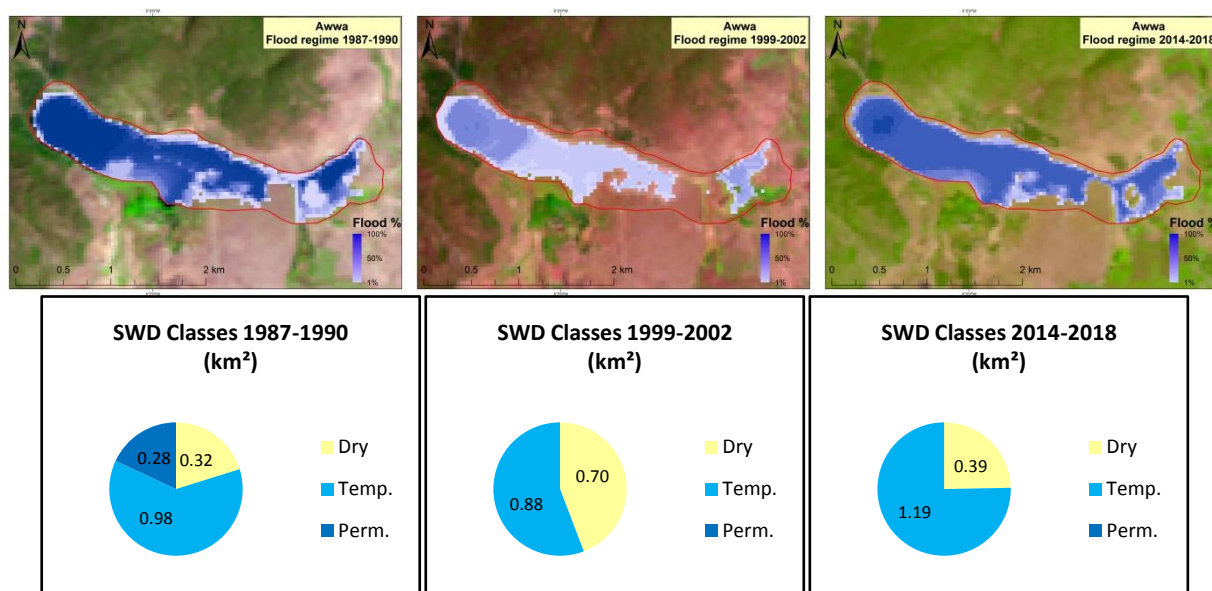 N
Awwa
Flood regime 1987-1990
Flood %
100%
50%
1%
0 0.5 1 2 km
N
Awwa
Flood regime 1999-2002
Flood %
100%
50%
1%
0 0.5 1 2 km
N
Awwa
Flood regime 2014-2018
Flood %
100%
50%
1%
0 0.5 1 2 km
SWD Classes 1987-1990
(km²)
0.28
0.32
0.98
Dry
Temp.
Perm.
SWD Classes 1999-2002
(km²)
0.70
0.88
Dry
Temp.
Perm.
SWD Classes 2014-2018
(km²)
0.39
1.19
Dry
Temp.
Perm.